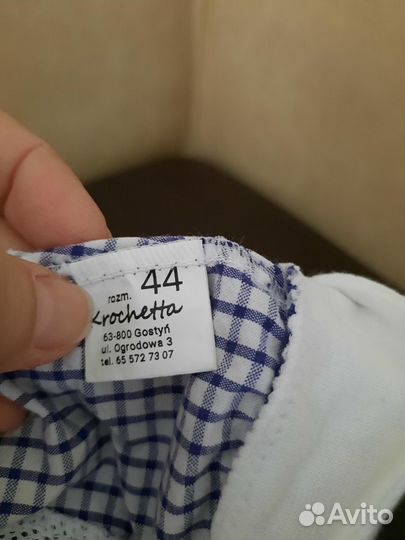 rozm. 44
Krochetta
63-800 Gostyń
ul. Ogrodowa 3
tel. 65 572 73 07
Avito